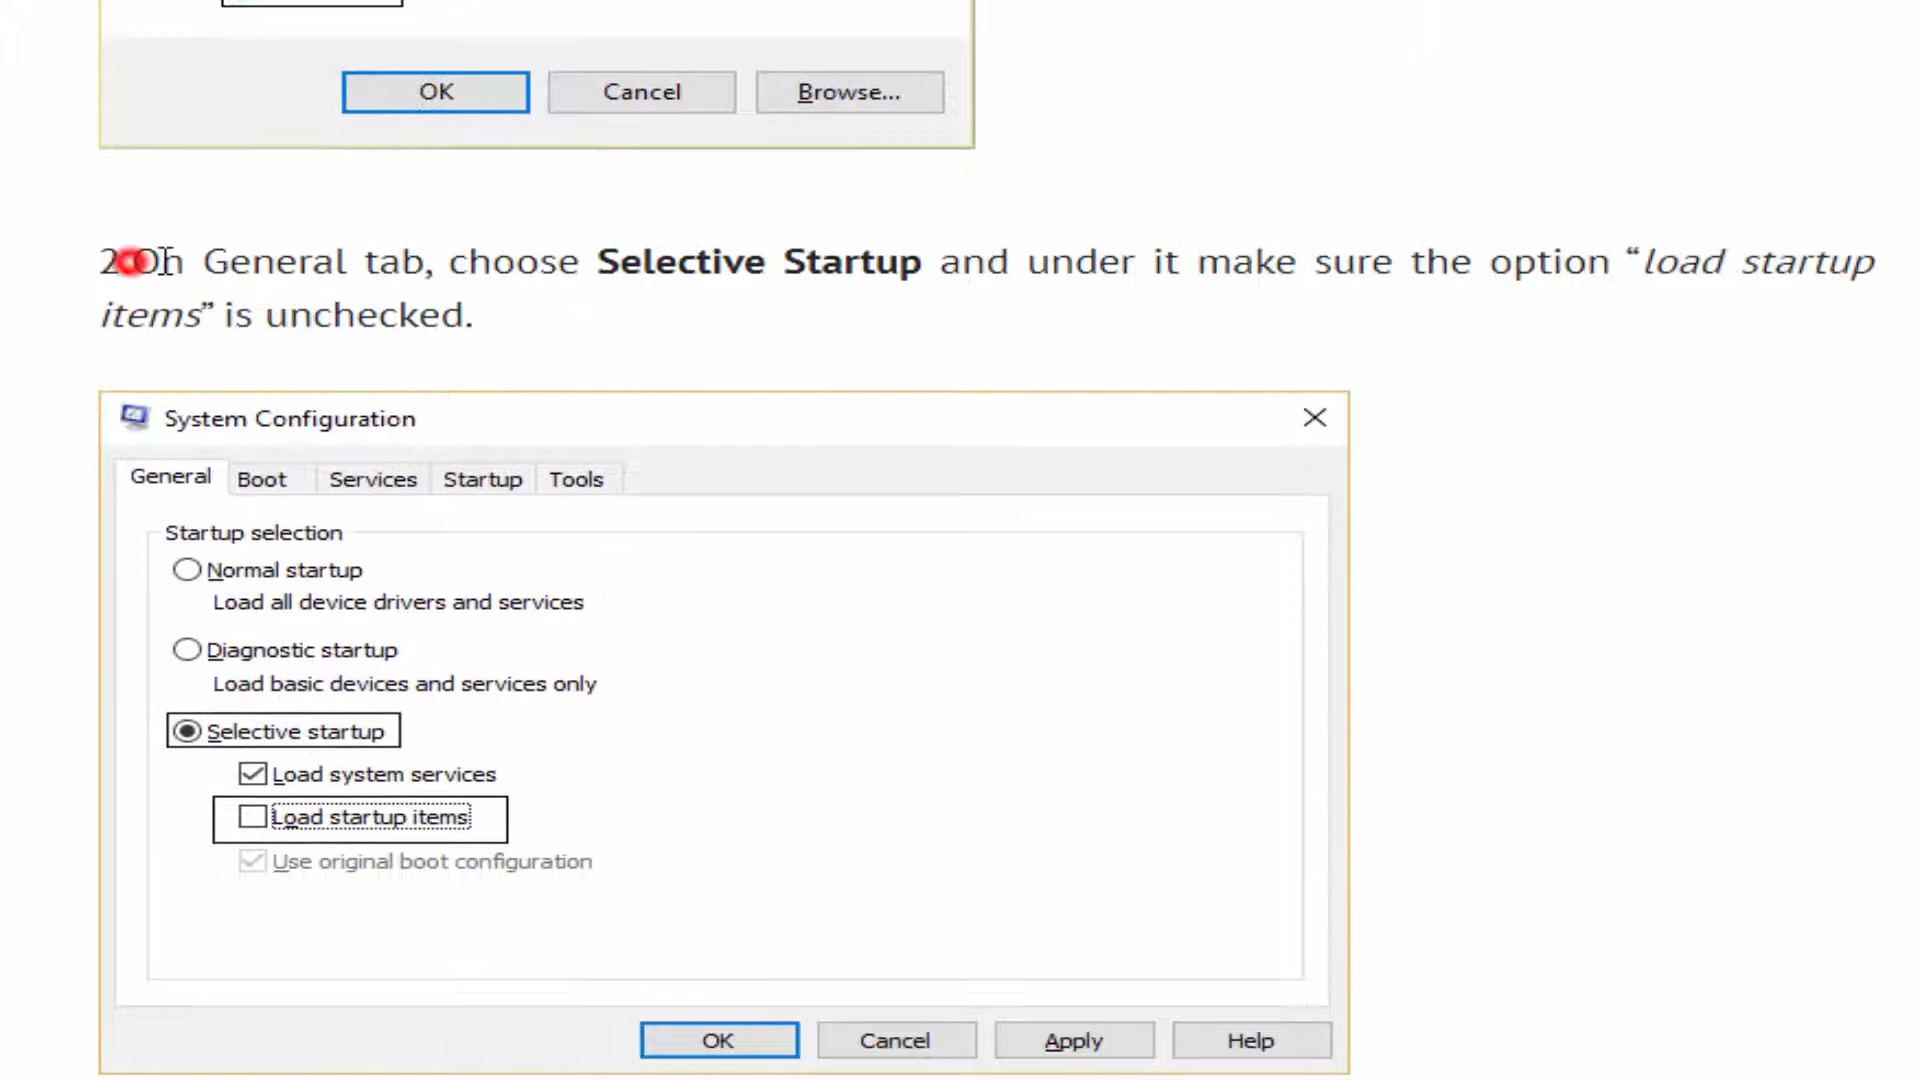 OK Cancel Browse...
2 On General tab, choose Selective Startup and under it make sure the option “load startup
items” is unchecked.
System Configuration
General Boot Services Startup Tools
Startup selection
Normal startup
Load all device drivers and services
Diagnostic startup
Load basic devices and services only
Selective startup
Load system services
Load startup items
Use original boot configuration
OK Cancel Apply Help